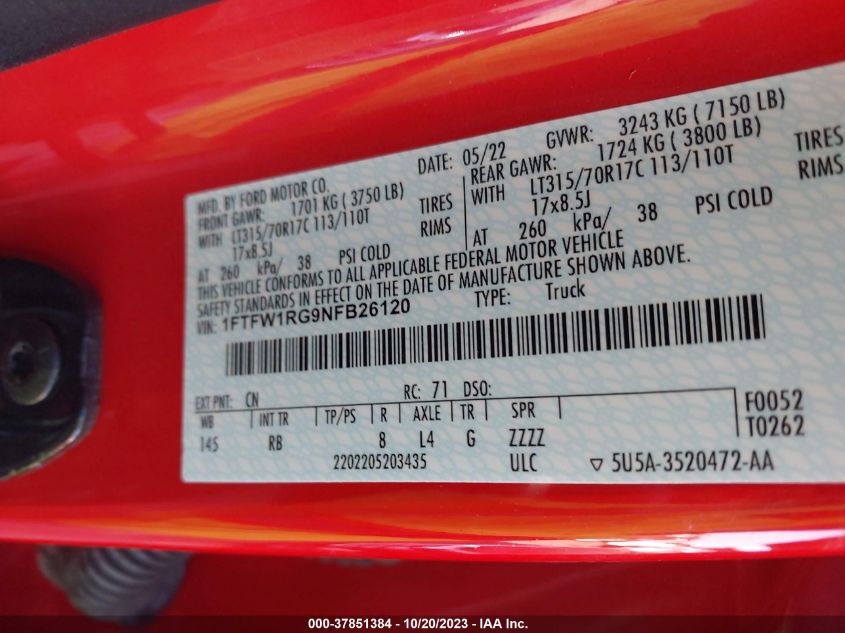 MFD. BY FORD MOTOR CO.
DATE: 05/22 GVWR: 3243 KG ( 7150 LB)
FRONT GAWR: 1701 KG ( 3750 LB)
REAR GAWR: 1724 KG ( 3800 LB)
WITH LT315/70R17C 113/110T TIRES
WITH LT315/70R17C 113/110T TIRES
17x8.5J RIMS
17x8.5J RIMS
AT 260 kPa/ 38 PSI COLD
AT 260 kPa/ 38 PSI COLD
THIS VEHICLE CONFORMS TO ALL APPLICABLE FEDERAL MOTOR VEHICLE
SAFETY STANDARDS IN EFFECT ON THE DATE OF MANUFACTURE SHOWN ABOVE.
VIN: 1FTFW1RG9NFB26120 TYPE: Truck
EXT PNT: CN RC: 71 DSO:
WB INT TR TP/PS R AXLE TR SPR
145 RB 8 L4 G ZZZZ
F0052
T0262
2202205203435 ULC ▽ 5U5A-3520472-AA
000-37851384 - 10/20/2023 - IAA Inc.